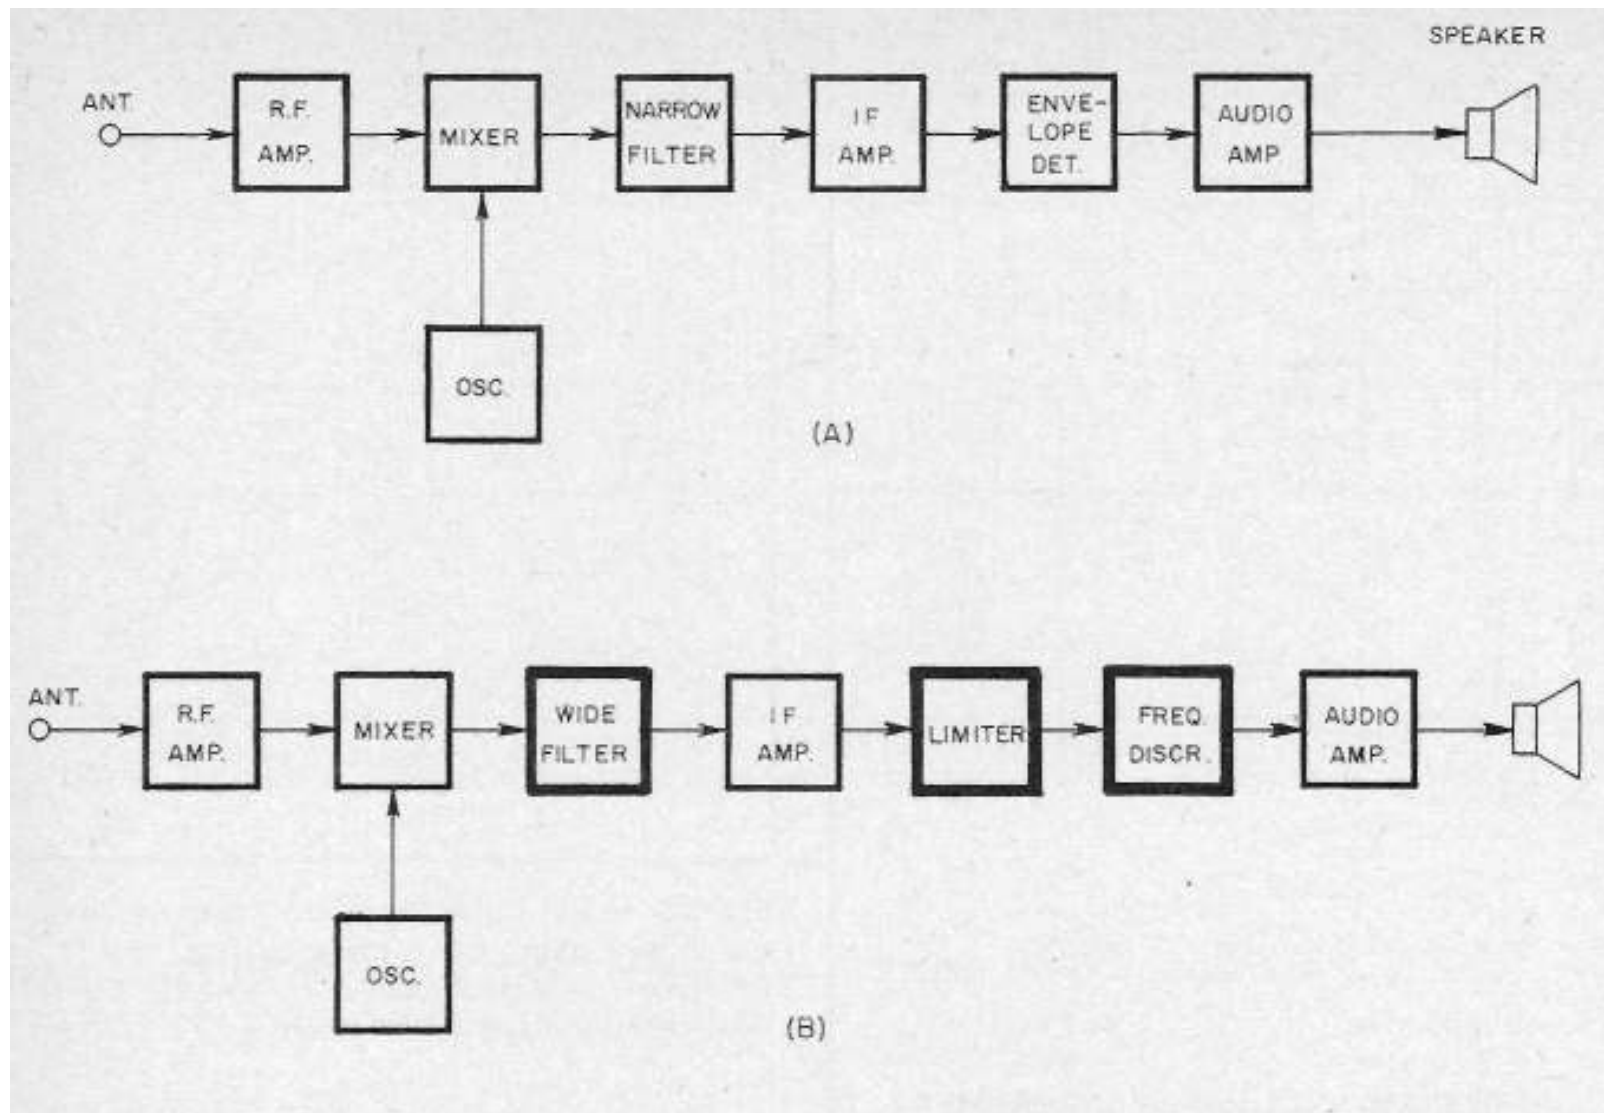 SPEAKER
ANT.
R.F.
AMP.
MIXER
NARROW
FILTER
I F
AMP.
ENVE-
LOPE
DET.
AUDIO
AMP
OSC.
(A)
ANT.
R.F.
AMP.
MIXER
WIDE
FILTER
I F.
AMP.
LIMITER
FREQ.
DISCR.
AUDIO
AMP.
OSC.
(B)